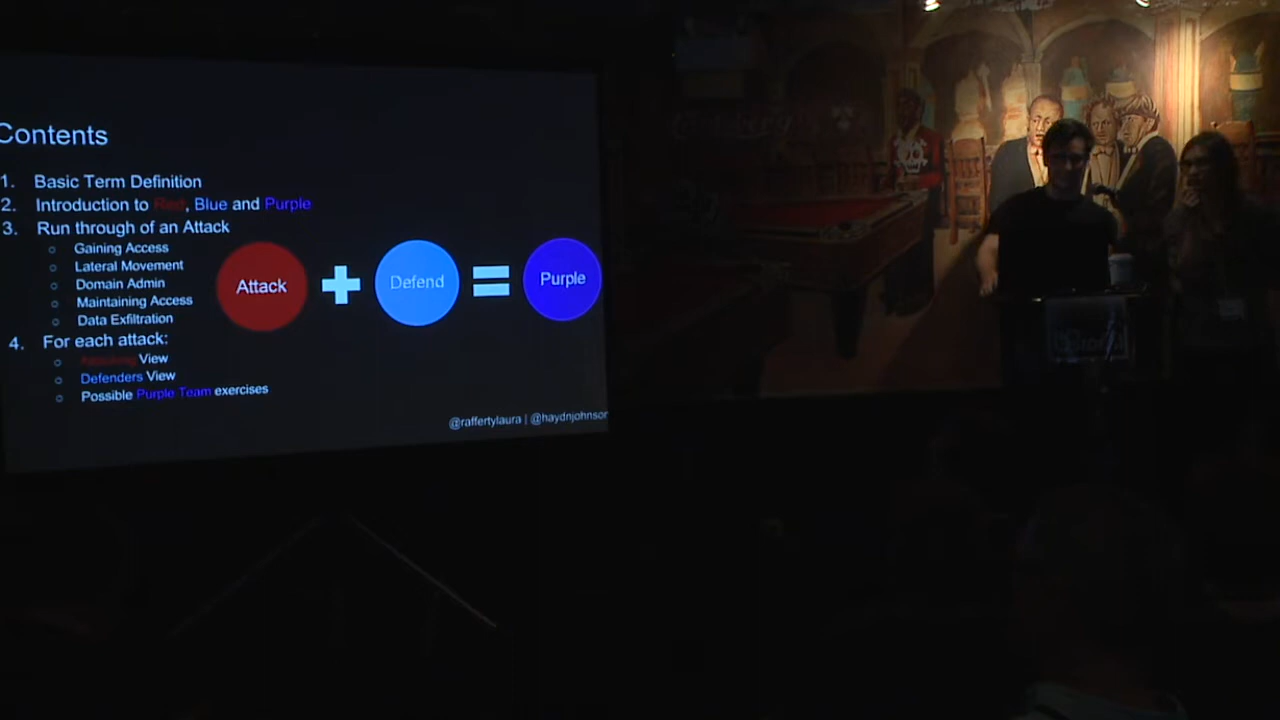 Contents
1. Basic Term Definition
2. Introduction to Red, Blue and Purple
3. Run through of an Attack
Gaining Access
Lateral Movement
Domain Admin
Maintaining Access
Data Exfiltration
4. For each attack:
View
Defenders View
Possible Purple Team exercises
Attack
Defend
Purple
@raffertylaura | @haydnjohnson